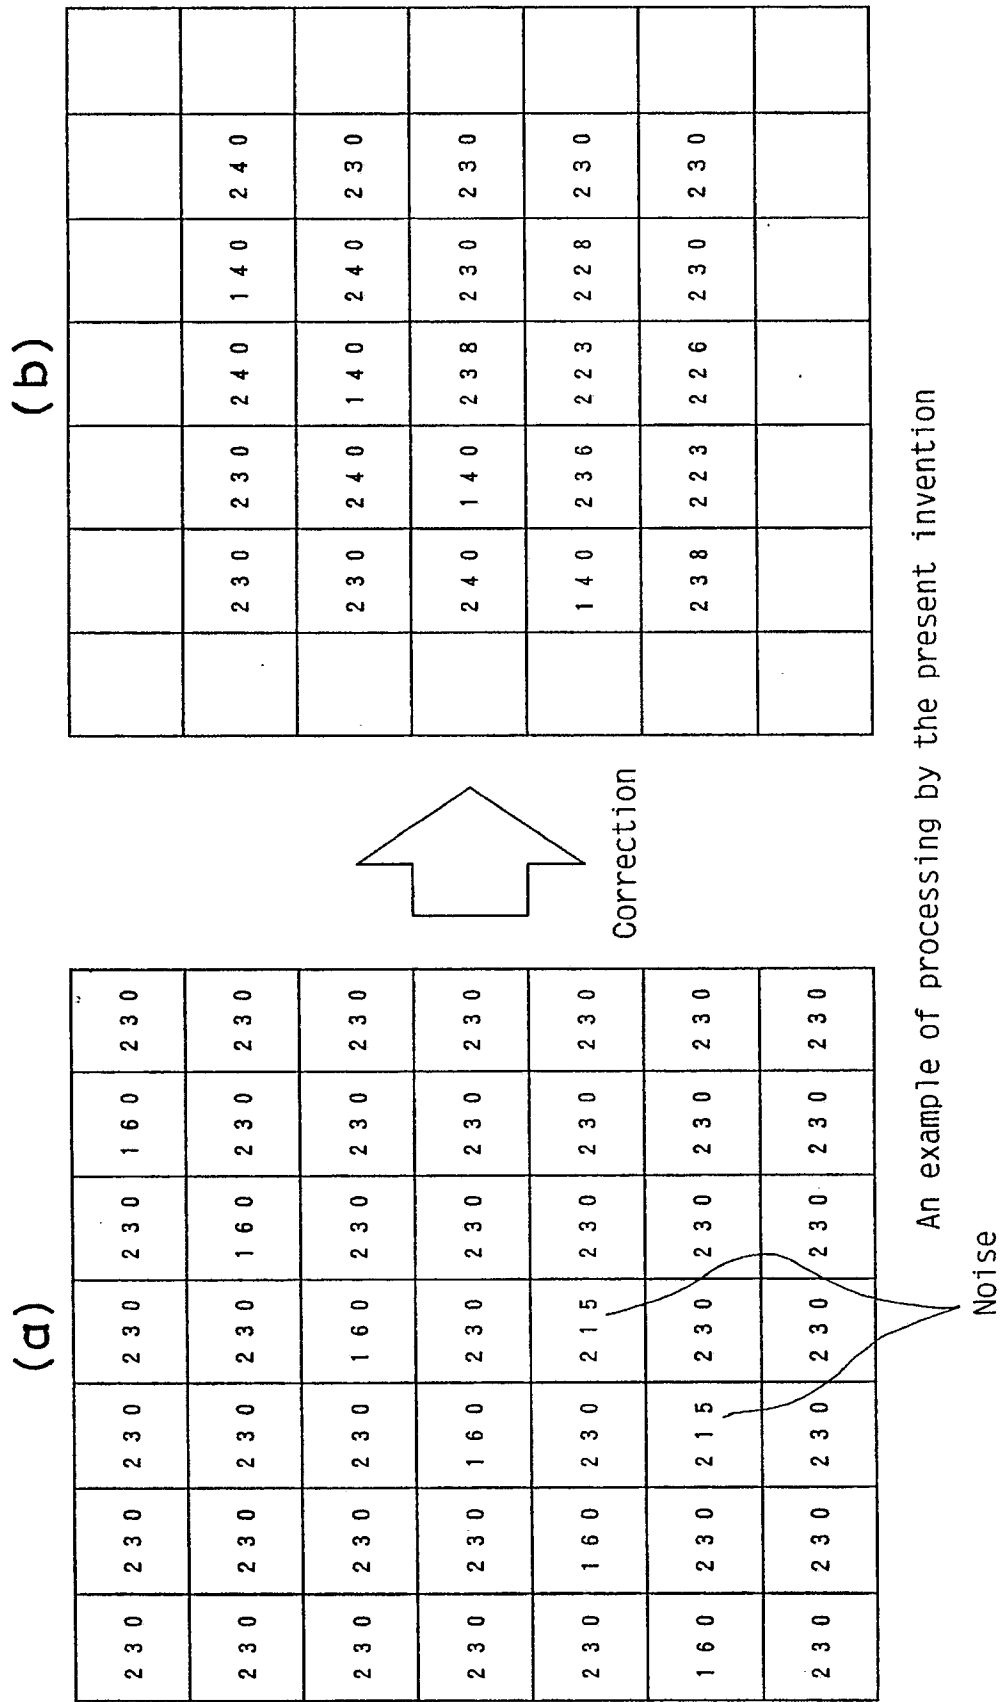 (a)
230 230 230 230 230 160 230
230 230 230 230 160 230 230
230 230 230 160 230 230 230
230 230 160 230 230 230 230
230 160 230 215 230 230 230
160 230 215 230 230 230 230
230 230 230 230 230 230 230
Noise
Correction
(b)
230 230 240 140 240
230 240 140 240 230
240 140 238 230 230
140 236 223 228 230
238 223 226 230 230
An example of processing by the present invention